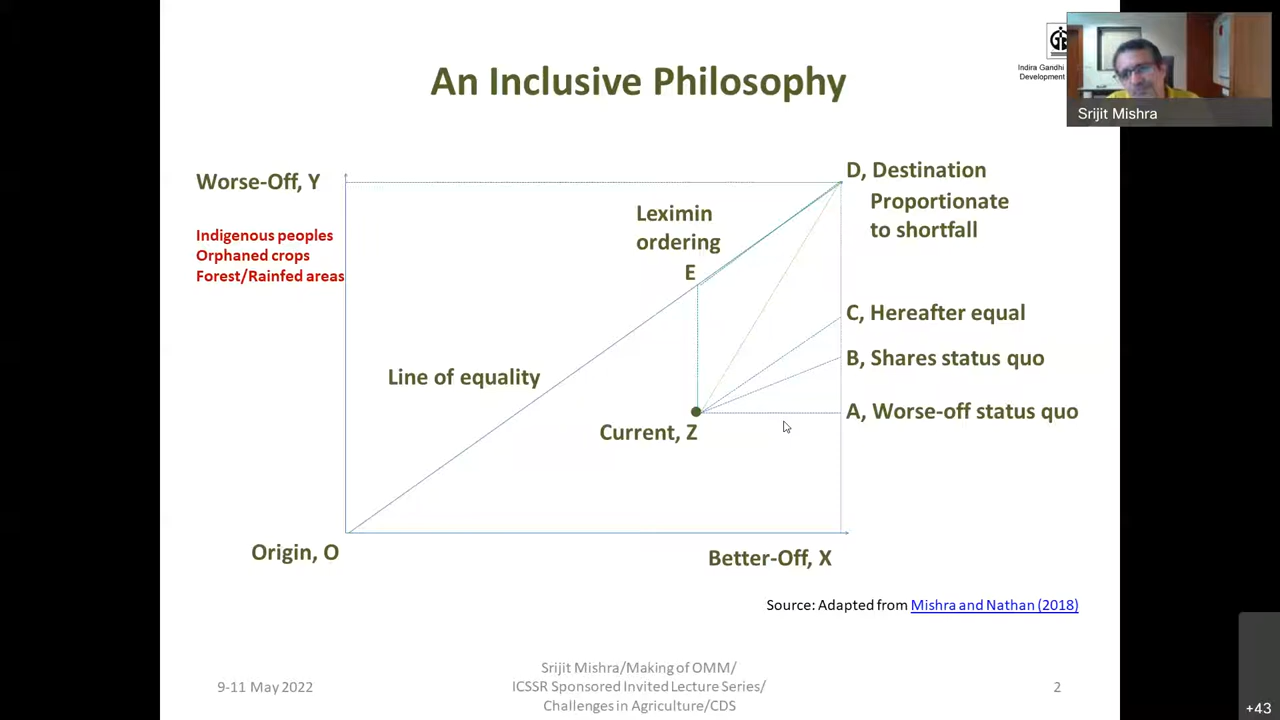 An Inclusive Philosophy
Indira Gandhi
Development
Srijit Mishra
Worse-Off, Y
Indigenous peoples
Orphaned crops
Forest/Rainfed areas
Leximin
ordering
E
D, Destination
Proportionate
to shortfall
C, Hereafter equal
B, Shares status quo
A, Worse-off status quo
Line of equality
Current, Z
Origin, O
Better-Off, X
Source: Adapted from Mishra and Nathan (2018)
9-11 May 2022
Srijit Mishra/Making of OMM/
ICSSR Sponsored Invited Lecture Series/
Challenges in Agriculture/CDS
2
+43